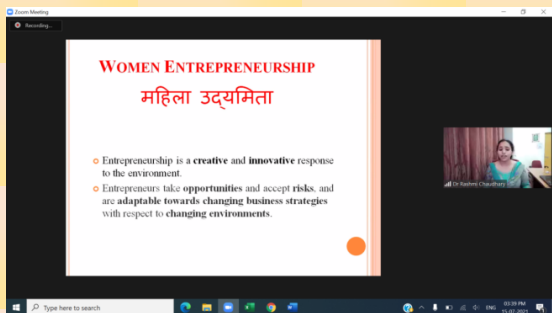 Zoom Meeting
Recording...
WOMEN ENTREPRENEURSHIP
महिला उद्यमिता
Entrepreneurship is a creative and innovative response
to the environment.
Entrepreneurs take opportunities and accept risks, and
are adaptable towards changing business strategies
with respect to changing environments.
Dr Rashmi Chaudhary
Type here to search
ENG
03:39 PM
15-07-2021